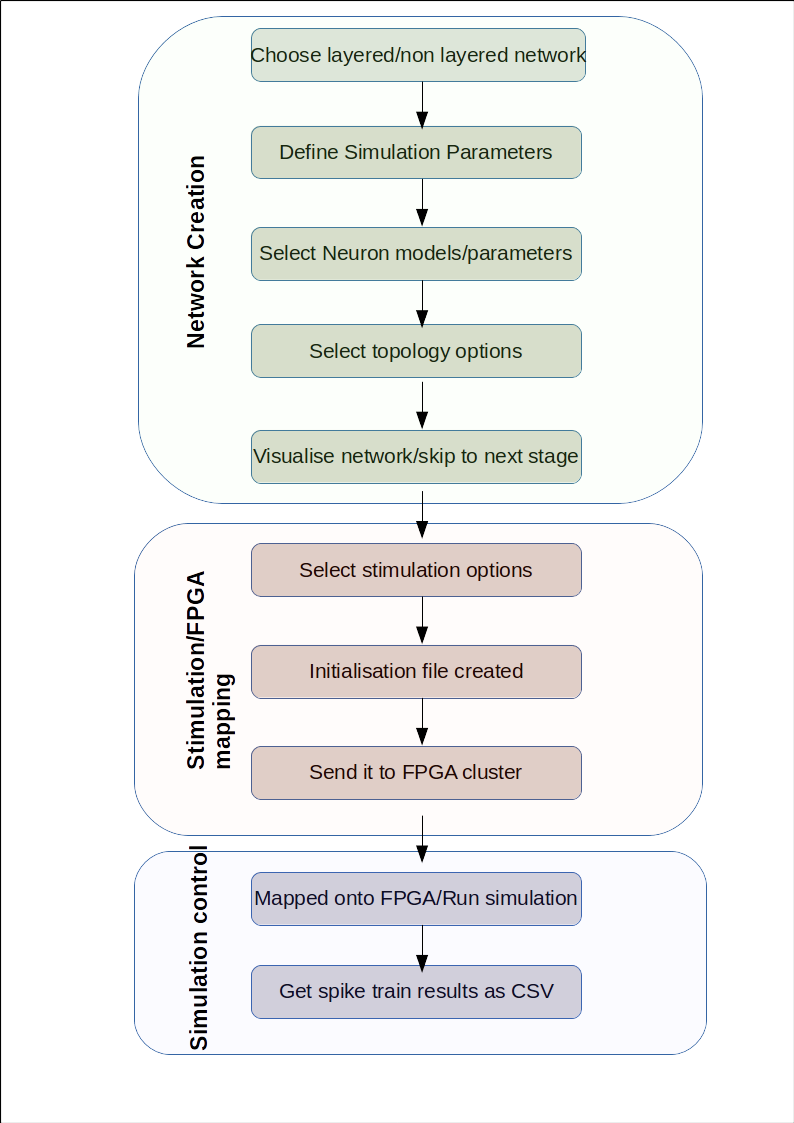 Network Creation
Choose layered/non layered network
Define Simulation Parameters
Select Neuron models/parameters
Select topology options
Visualise network/skip to next stage
Stimulation/FPGA
mapping
Select stimulation options
Initialisation file created
Send it to FPGA cluster
Simulation control
Mapped onto FPGA/Run simulation
Get spike train results as CSV